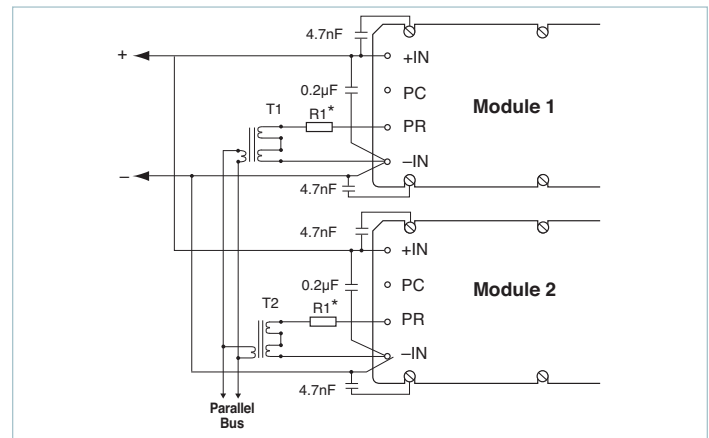 4.7nF
+
+IN
0.2µF
PC
Module 1
T1
R1*
PR
–IN
–
4.7nF
4.7nF
+IN
0.2µF
PC
Module 2
T2
R1*
PR
–IN
4.7nF
Parallel
Bus